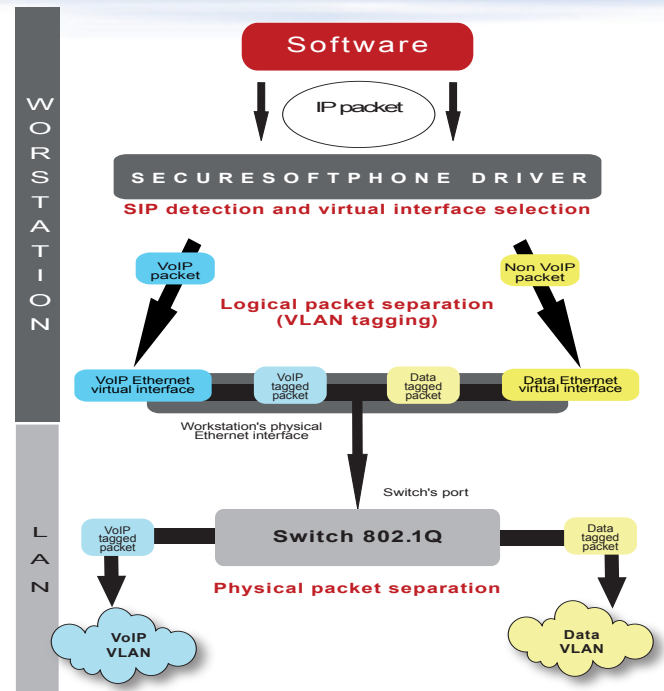 WORSTATION
Software
IP packet
SECURESOFTPHONE DRIVER
SIP detection and virtual interface selection
VoIP
packet
Non VoIP
packet
Logical packet separation
(VLAN tagging)
VoIP Ethernet
virtual interface
VoIP
tagged
packet
Data
tagged
packet
Data Ethernet
virtual interface
Workstation's physical
Ethernet interface
Switch's port
LAN
VoIP
tagged
packet
Switch 802.1Q
Data
tagged
packet
Physical packet separation
VoIP
VLAN
Data
VLAN